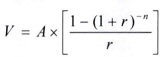 V = A × [ (1 − (1 + r)^−n) / r ]